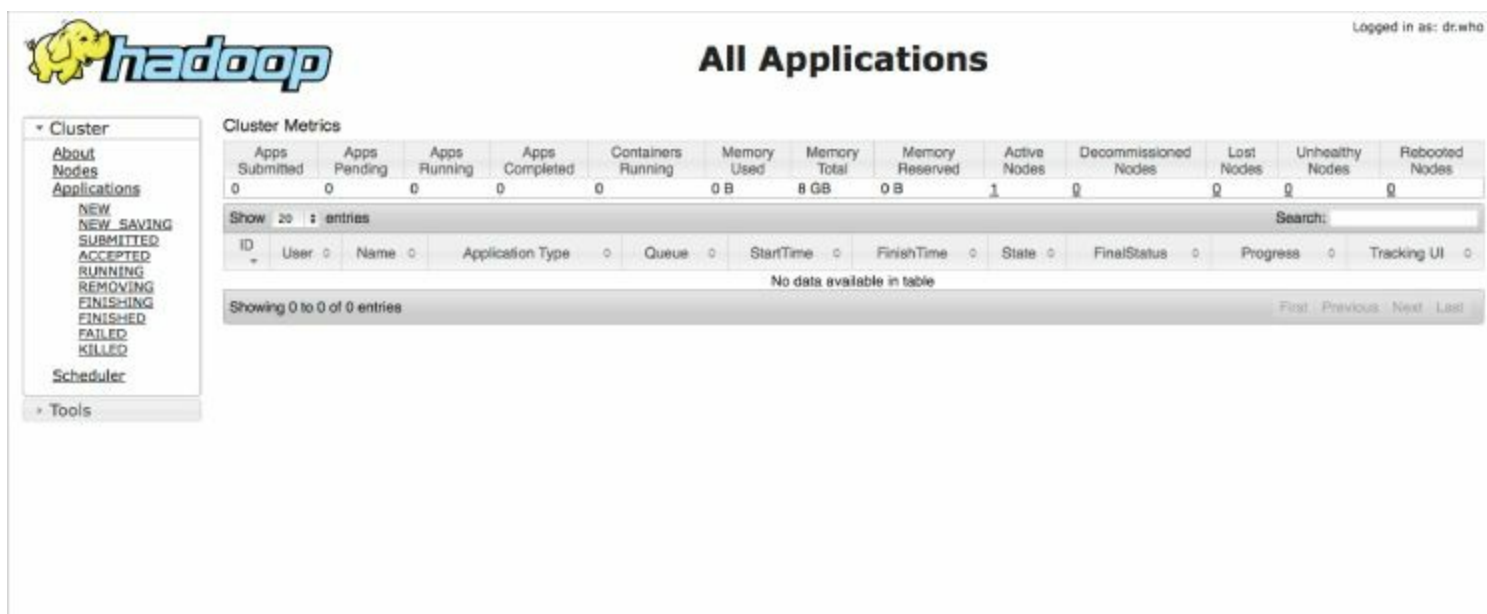 Logged in as: dr.who
hadoop
All Applications
Cluster
About
Nodes
Applications
NEW
NEW_SAVING
SUBMITTED
ACCEPTED
RUNNING
REMOVING
FINISHING
FINISHED
FAILED
KILLED
Scheduler
Tools
Cluster Metrics
Apps Submitted Apps Pending Apps Running Apps Completed Containers Running Memory Used Memory Total Memory Reserved Active Nodes Decommissioned Nodes Lost Nodes Unhealthy Nodes Rebooted Nodes
0 0 0 0 0 0 B 8 GB 0 B 1 0 0 0 0
Show 20 entries Search:
ID User Name Application Type Queue StartTime FinishTime State FinalStatus Progress Tracking UI
No data available in table
Showing 0 to 0 of 0 entries First Previous Next Last